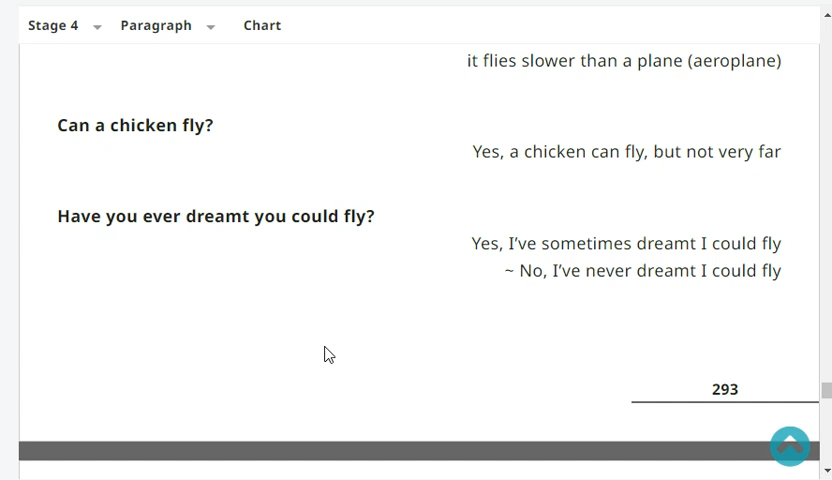 Stage 4 Paragraph Chart
it flies slower than a plane (aeroplane)
Can a chicken fly?
Yes, a chicken can fly, but not very far
Have you ever dreamt you could fly?
Yes, I’ve sometimes dreamt I could fly
~ No, I’ve never dreamt I could fly
293